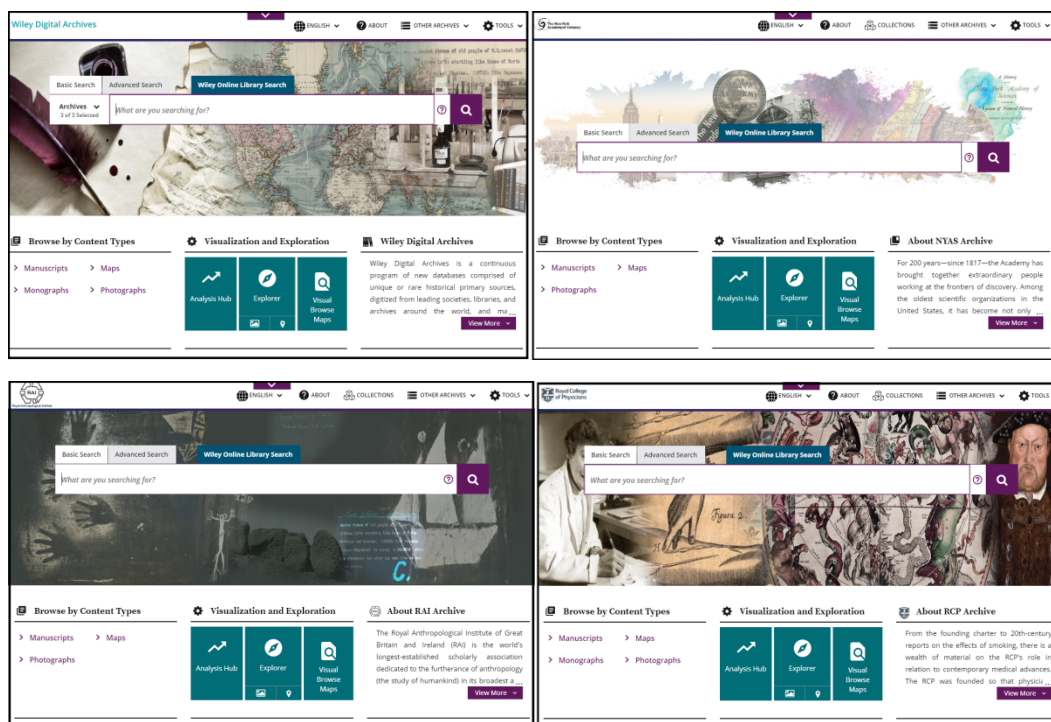 Wiley Digital Archives
ENGLISH
ABOUT
OTHER ARCHIVES
TOOLS
Basic Search
Advanced Search
Wiley Online Library Search
Archives
3 of 3 Selected
What are you searching for?
Browse by Content Types
Manuscripts
Maps
Monographs
Photographs
Visualization and Exploration
Analysis Hub
Explorer
Visual
Browse
Maps
Wiley Digital Archives
Wiley Digital Archives is a continuous
program of new databases comprised of
unique or rare historical primary sources,
digitized from leading societies, libraries, and
archives around the world, and ma...
View More
The New York
Academy of Sciences
ENGLISH
ABOUT
COLLECTIONS
OTHER ARCHIVES
TOOLS
Basic Search
Advanced Search
Wiley Online Library Search
What are you searching for?
Browse by Content Types
Manuscripts
Maps
Photographs
Visualization and Exploration
Analysis Hub
Explorer
Visual
Browse
Maps
About NYAS Archive
For 200 years—since 1817—the Academy has
brought together extraordinary people
working at the frontiers of discovery. Among
the oldest scientific organizations in the
United States, it has become not only ...
View More
RAI
Royal Anthropological Institute
ENGLISH
ABOUT
COLLECTIONS
OTHER ARCHIVES
TOOLS
Basic Search
Advanced Search
Wiley Online Library Search
What are you searching for?
C.
Browse by Content Types
Manuscripts
Maps
Photographs
Visualization and Exploration
Analysis Hub
Explorer
Visual
Browse
Maps
About RAI Archive
The Royal Anthropological Institute of Great
Britain and Ireland (RAI) is the world's
longest-established scholarly association
dedicated to the furtherance of anthropology
(the study of humankind) in its broadest a...
View More
Royal College
of Physicians
ENGLISH
ABOUT
COLLECTIONS
OTHER ARCHIVES
TOOLS
Basic Search
Advanced Search
Wiley Online Library Search
What are you searching for?
Figura 2.
Browse by Content Types
Manuscripts
Maps
Monographs
Photographs
Visualization and Exploration
Analysis Hub
Explorer
Visual
Browse
Maps
About RCP Archive
From the founding charter to 20th-century
reports on the effects of smoking, there is a
wealth of material on the RCP's role in
relation to contemporary medical advances.
The RCP was founded so that physici...
View More